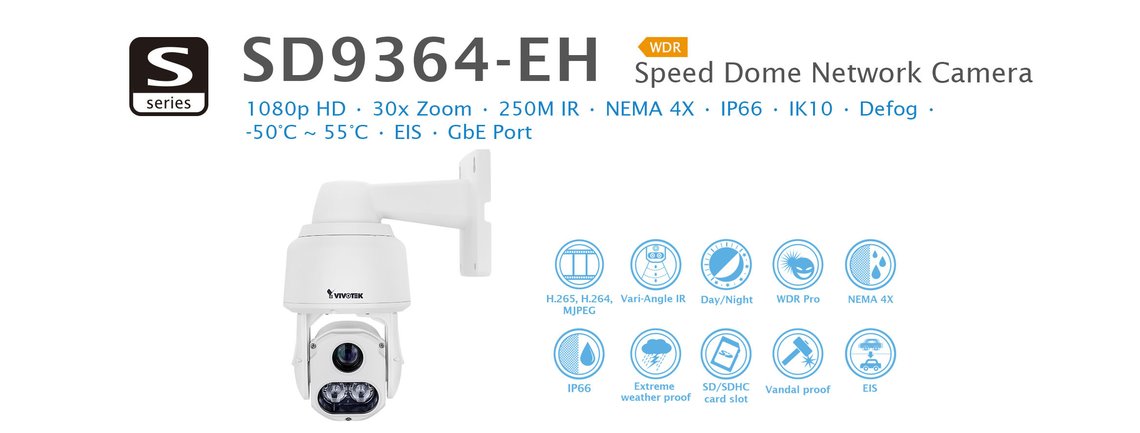 S
series
SD9364-EH
WDR
Speed Dome Network Camera
1080p HD · 30x Zoom · 250M IR · NEMA 4X · IP66 · IK10 · Defog ·
-50°C ~ 55°C · EIS · GbE Port
VIVOTEK
H.265, H.264,
MJPEG
Vari-Angle IR
Day/Night
WDR Pro
NEMA 4X
IP66
Extreme
weather proof
SD
SD/SDHC
card slot
Vandal proof
EIS